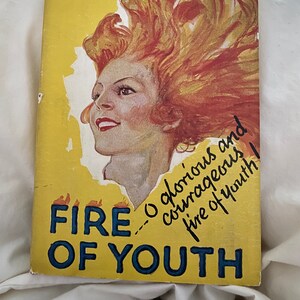 ...O glorious and
courageous
fire of youth!
FIRE
OF YOUTH